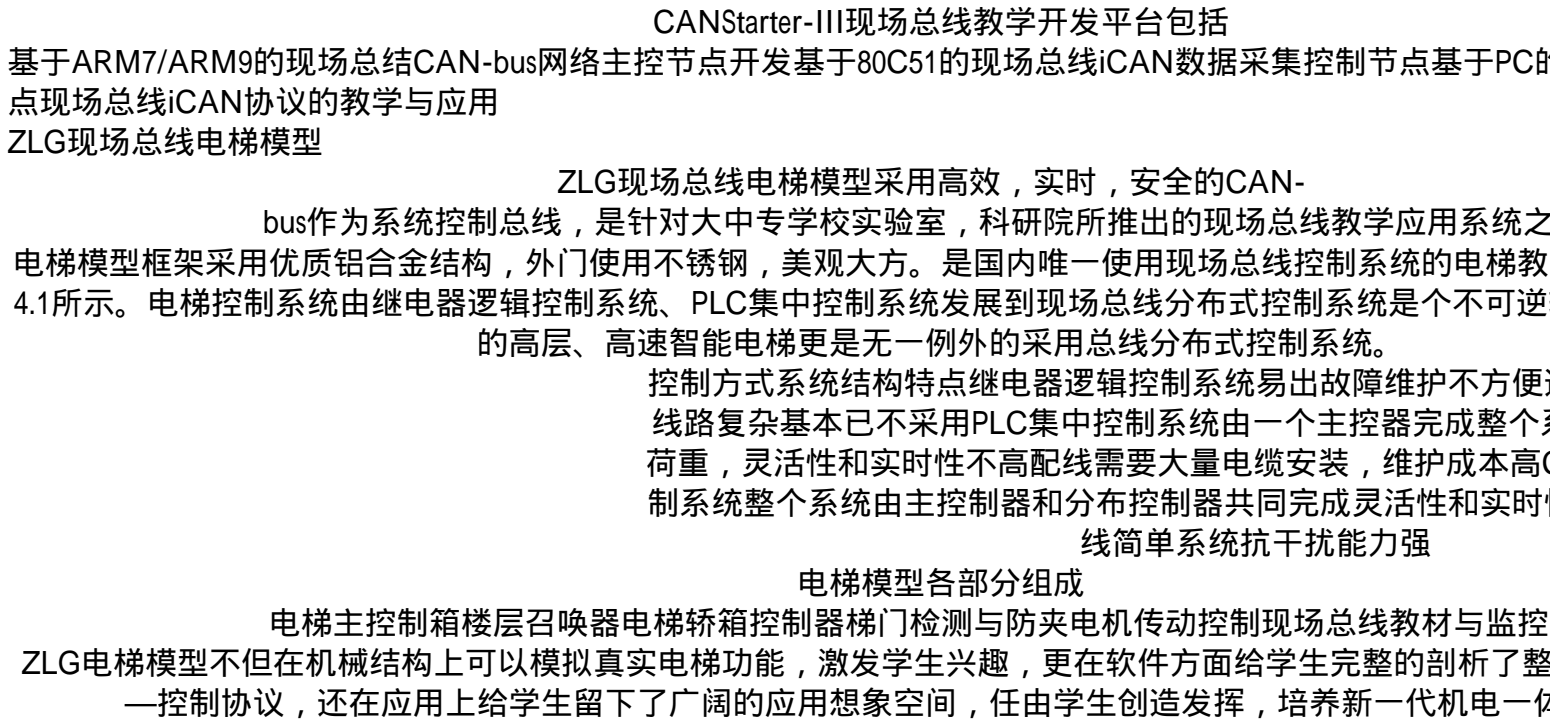 CANStarter-III现场总线教学开发平台包括
基于ARM7/ARM9的现场总结CAN-bus网络主控节点开发基于80C51的现场总线iCAN数据采集控制节点基于PC
点现场总线iCAN协议的教学与应用
ZLG现场总线电梯模型
ZLG现场总线电梯模型采用高效，实时，安全的CAN-
bus作为系统控制总线，是针对大中专学校实验室，科研院所推出的现场总线教学应用系统之
电梯模型框架采用优质铝合金结构，外门使用不锈钢，美观大方。是国内唯一使用现场总线控制系统的电梯教
4.1所示。电梯控制系统由继电器逻辑控制系统、PLC集中控制系统发展到现场总线分布式控制系统是个不可逆
的高层、高速智能电梯更是无一例外的采用总线分布式控制系统。
控制方式系统结构特点继电器逻辑控制系统易出故障维护不方便
线路复杂基本已不采用PLC集中控制系统由一个主控器完成整个
荷重，灵活性和实时性不高配线需要大量电缆安装，维护成本高
制系统整个系统由主控制器和分布控制器共同完成灵活性和实时
线简单系统抗干扰能力强
电梯模型各部分组成
电梯主控制箱楼层召唤器电梯轿箱控制器梯门检测与防夹电机传动控制现场总线教材与监控
ZLG电梯模型不但在机械结构上可以模拟真实电梯功能，激发学生兴趣，更在软件方面给学生完整的剖析了整
—控制协议，还在应用上给学生留下了广阔的应用想象空间，任由学生创造发挥，培养新一代机电一